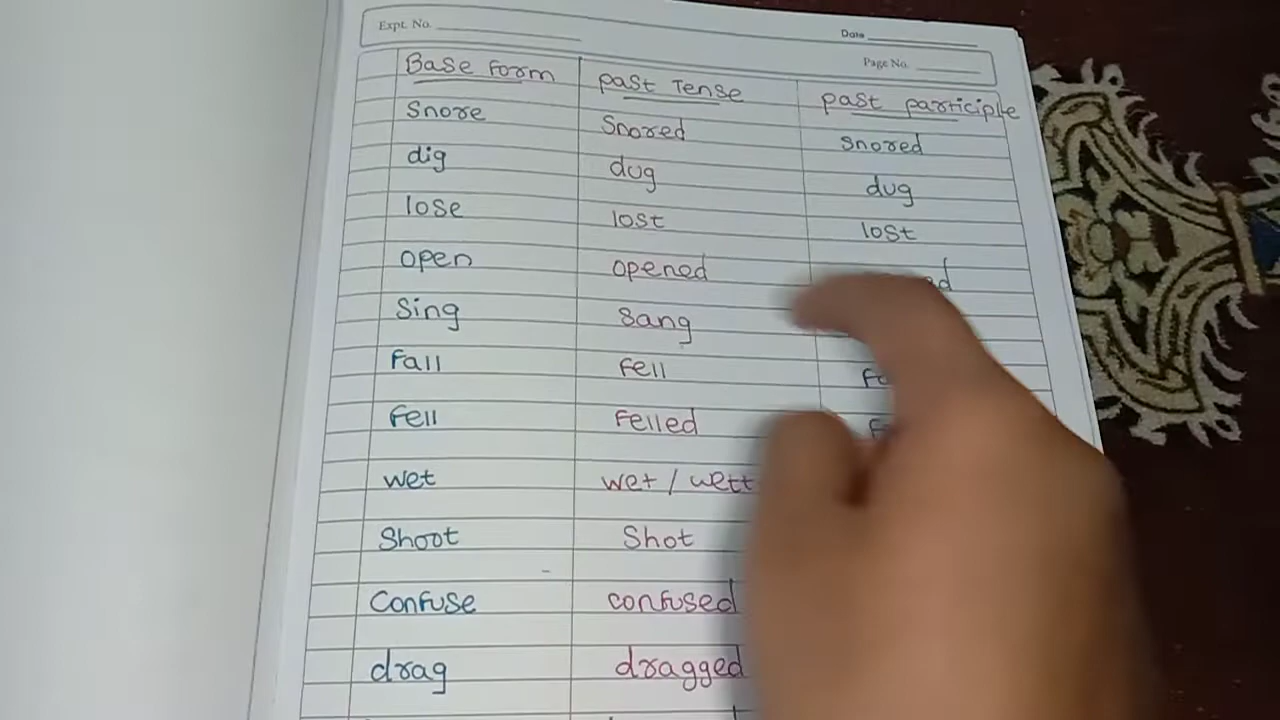 Expt. No.
Date
Page No.
Base Form Past Tense Past participle
Snore Snored Snored
dig dug dug
lose lost lost
open opened
Sing Sang
Fall Fell
Fell Felled
wet wet /
Shoot Shot
Confuse confused
drag dragged